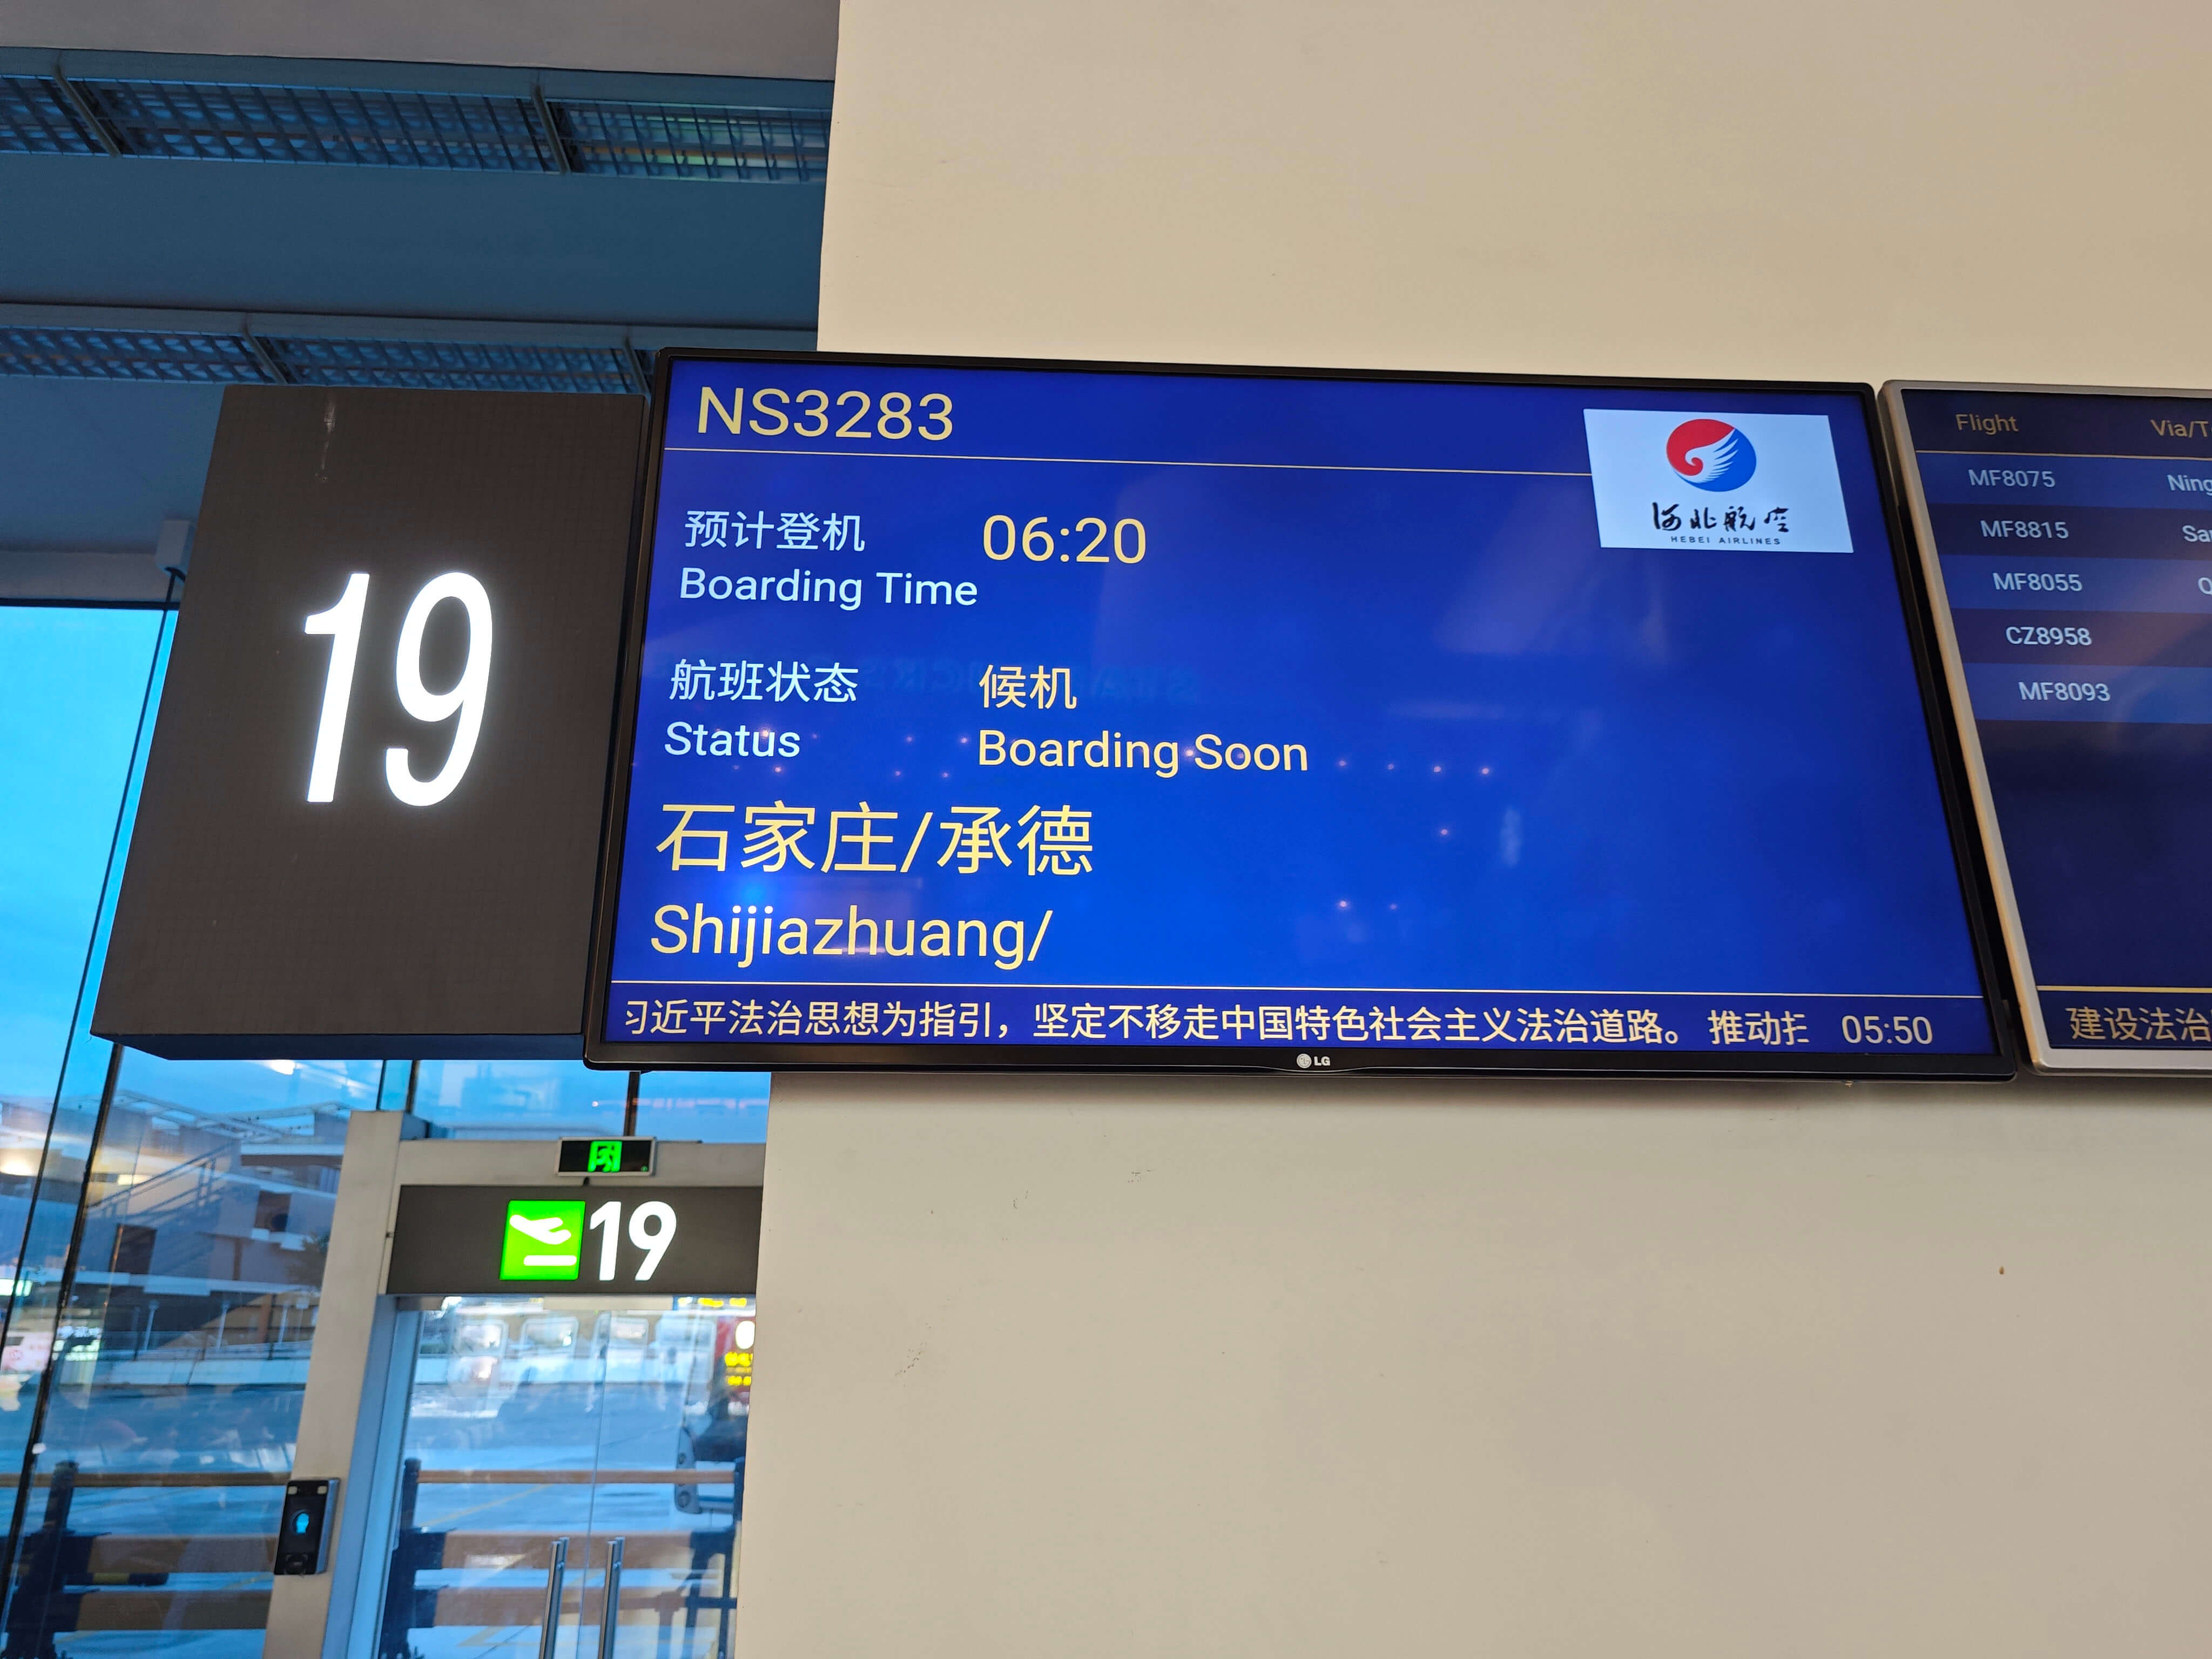 19
NS3283
河北航空
HEBEI AIRLINES
预计登机 06:20
Boarding Time
航班状态 候机
Status Boarding Soon
石家庄/承德
Shijiazhuang/
习近平法治思想为指引，坚定不移走中国特色社会主义法治道路。 推动 05:50
LG
Flight Via/T
MF8075 Ning
MF8815 Sa
MF8055 Q
CZ8958
MF8093
建设法治
19